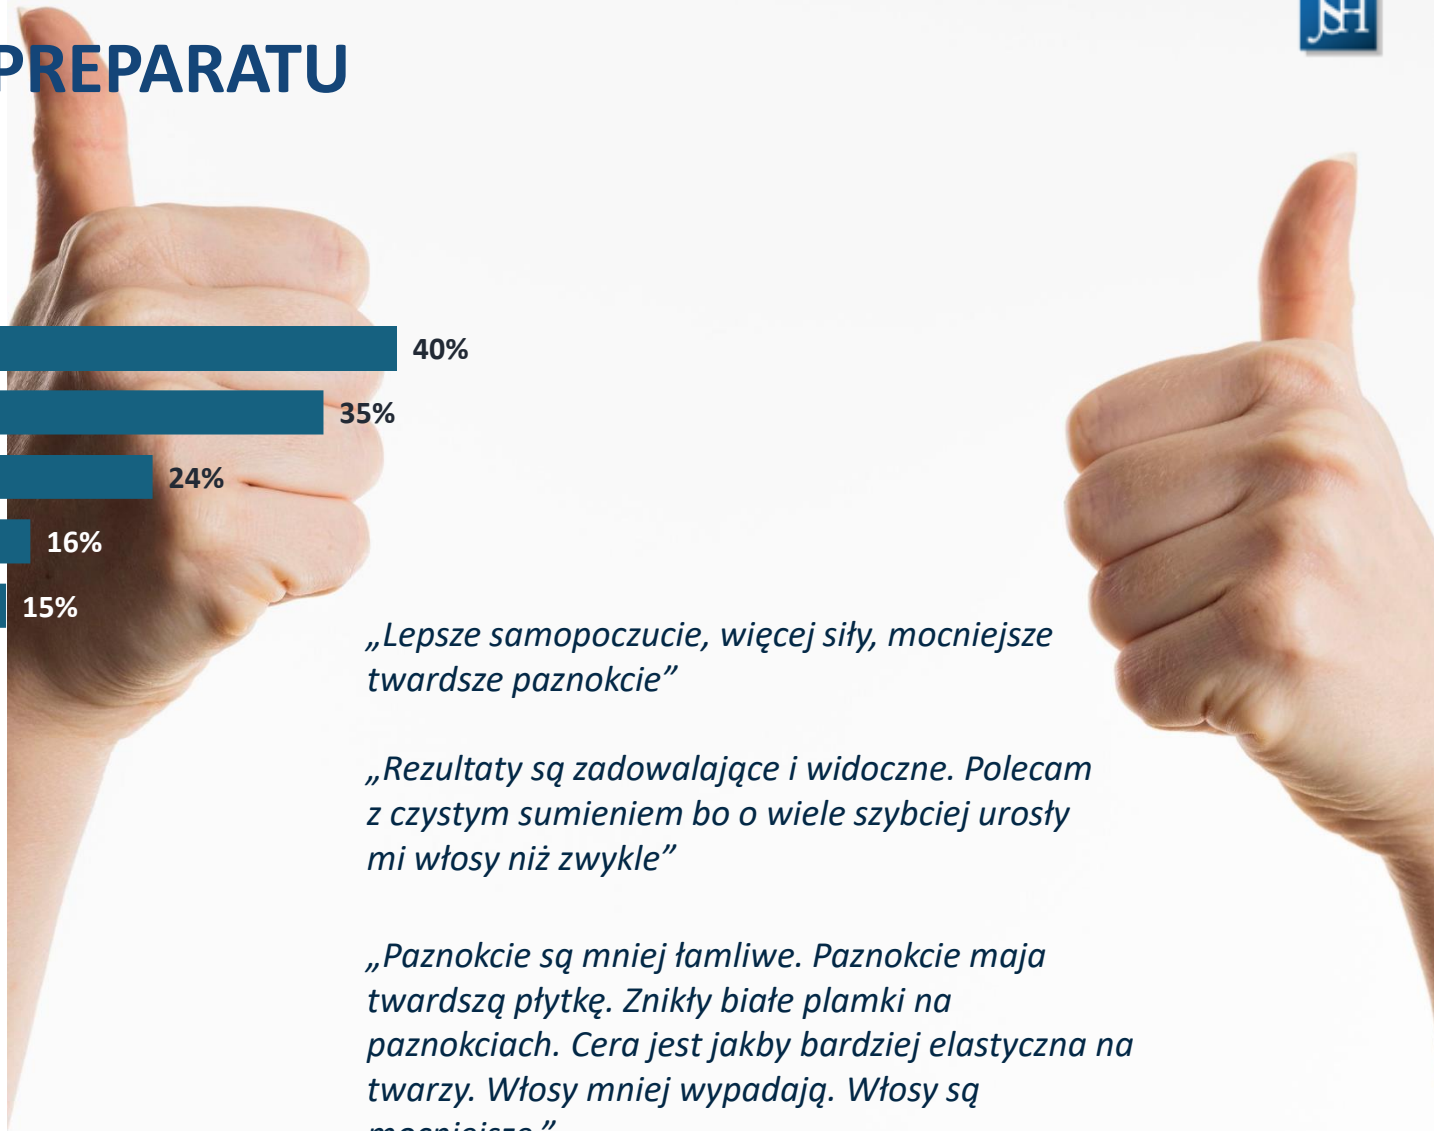 PREPARATU
JSH
40%
35%
24%
16%
15%
„Lepsze samopoczucie, więcej siły, mocniejsze
twardsze paznokcie”
„Rezultaty są zadowalające i widoczne. Polecam
z czystym sumieniem bo o wiele szybciej urosły
mi włosy niż zwykle”
„Paznokcie są mniej łamliwe. Paznokcie maja
twardszą płytkę. Znikły białe plamki na
paznokciach. Cera jest jakby bardziej elastyczna na
twarzy. Włosy mniej wypadają. Włosy są
mocniejsze.”